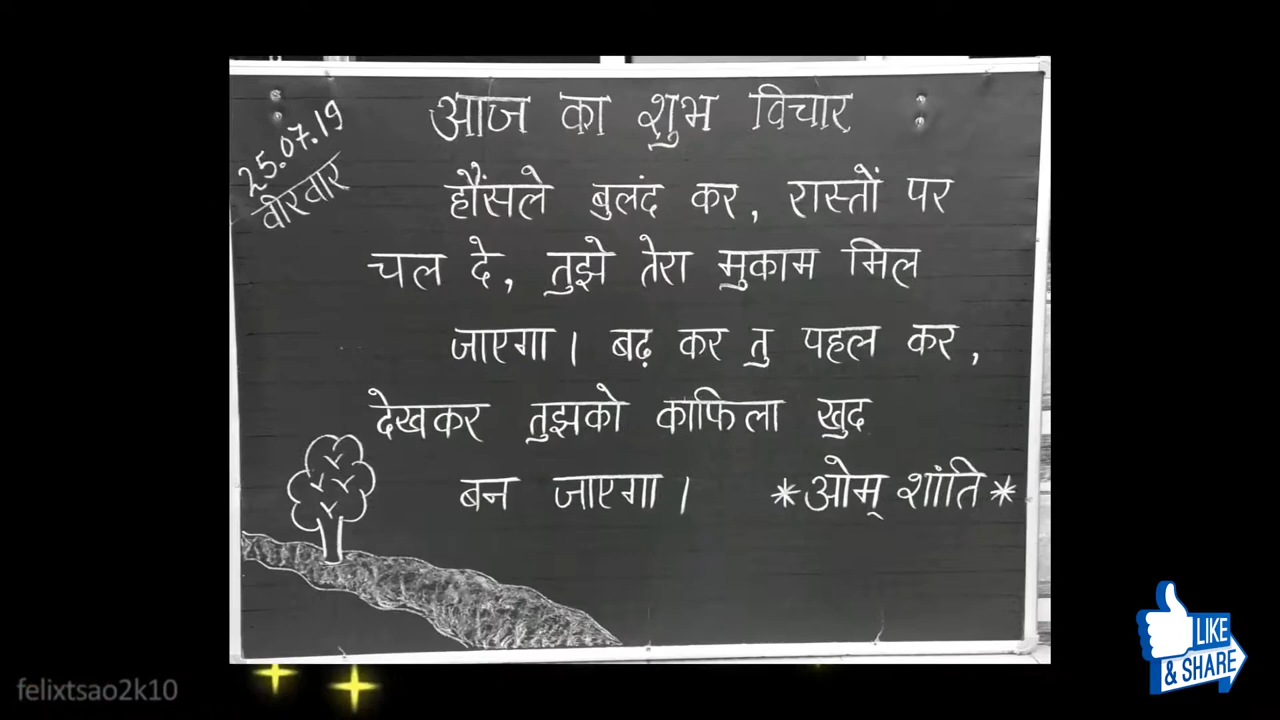 25.07.19
वीरवार
आज का शुभ विचार
हौंसले बुलंद कर, रास्तों पर
चल दे, तुझे तेरा मुकाम मिल
जाएगा। बढ़ कर तु पहल कर,
देखकर तुझको काफिला खुद
बन जाएगा। *ओम् शांति*
LIKE
& SHARE
felixtsao2k10